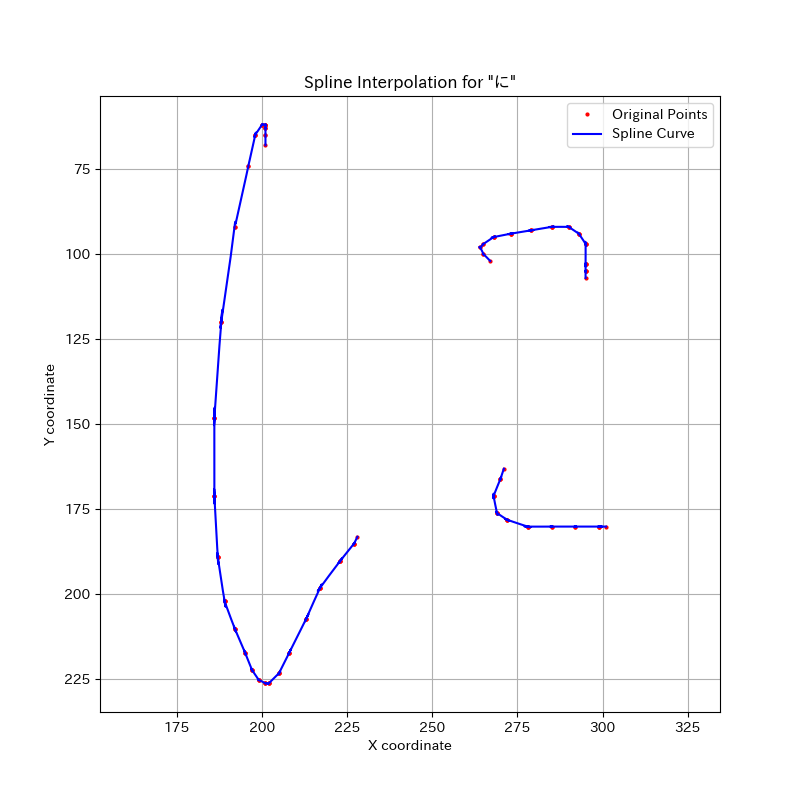 Spline Interpolation for "に"
Original Points
Spline Curve
75
100
125
150
175
200
225
Y coordinate
175
200
225
250
275
300
325
X coordinate
に